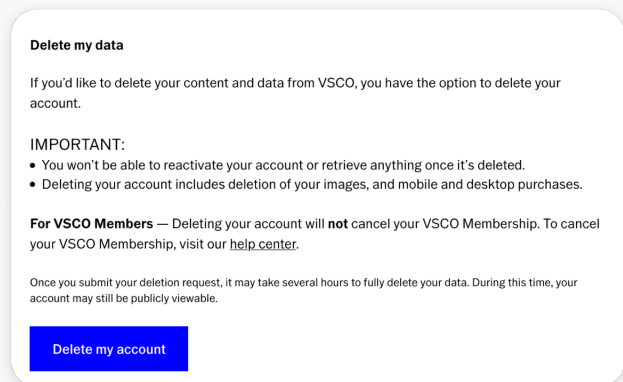 Delete my data
If you’d like to delete your content and data from VSCO, you have the option to delete your
account.
IMPORTANT:
• You won’t be able to reactivate your account or retrieve anything once it’s deleted.
• Deleting your account includes deletion of your images, and mobile and desktop purchases.
For VSCO Members — Deleting your account will not cancel your VSCO Membership. To cancel
your VSCO Membership, visit our help center.
Once you submit your deletion request, it may take several hours to fully delete your data. During this time, your
account may still be publicly viewable.
Delete my account